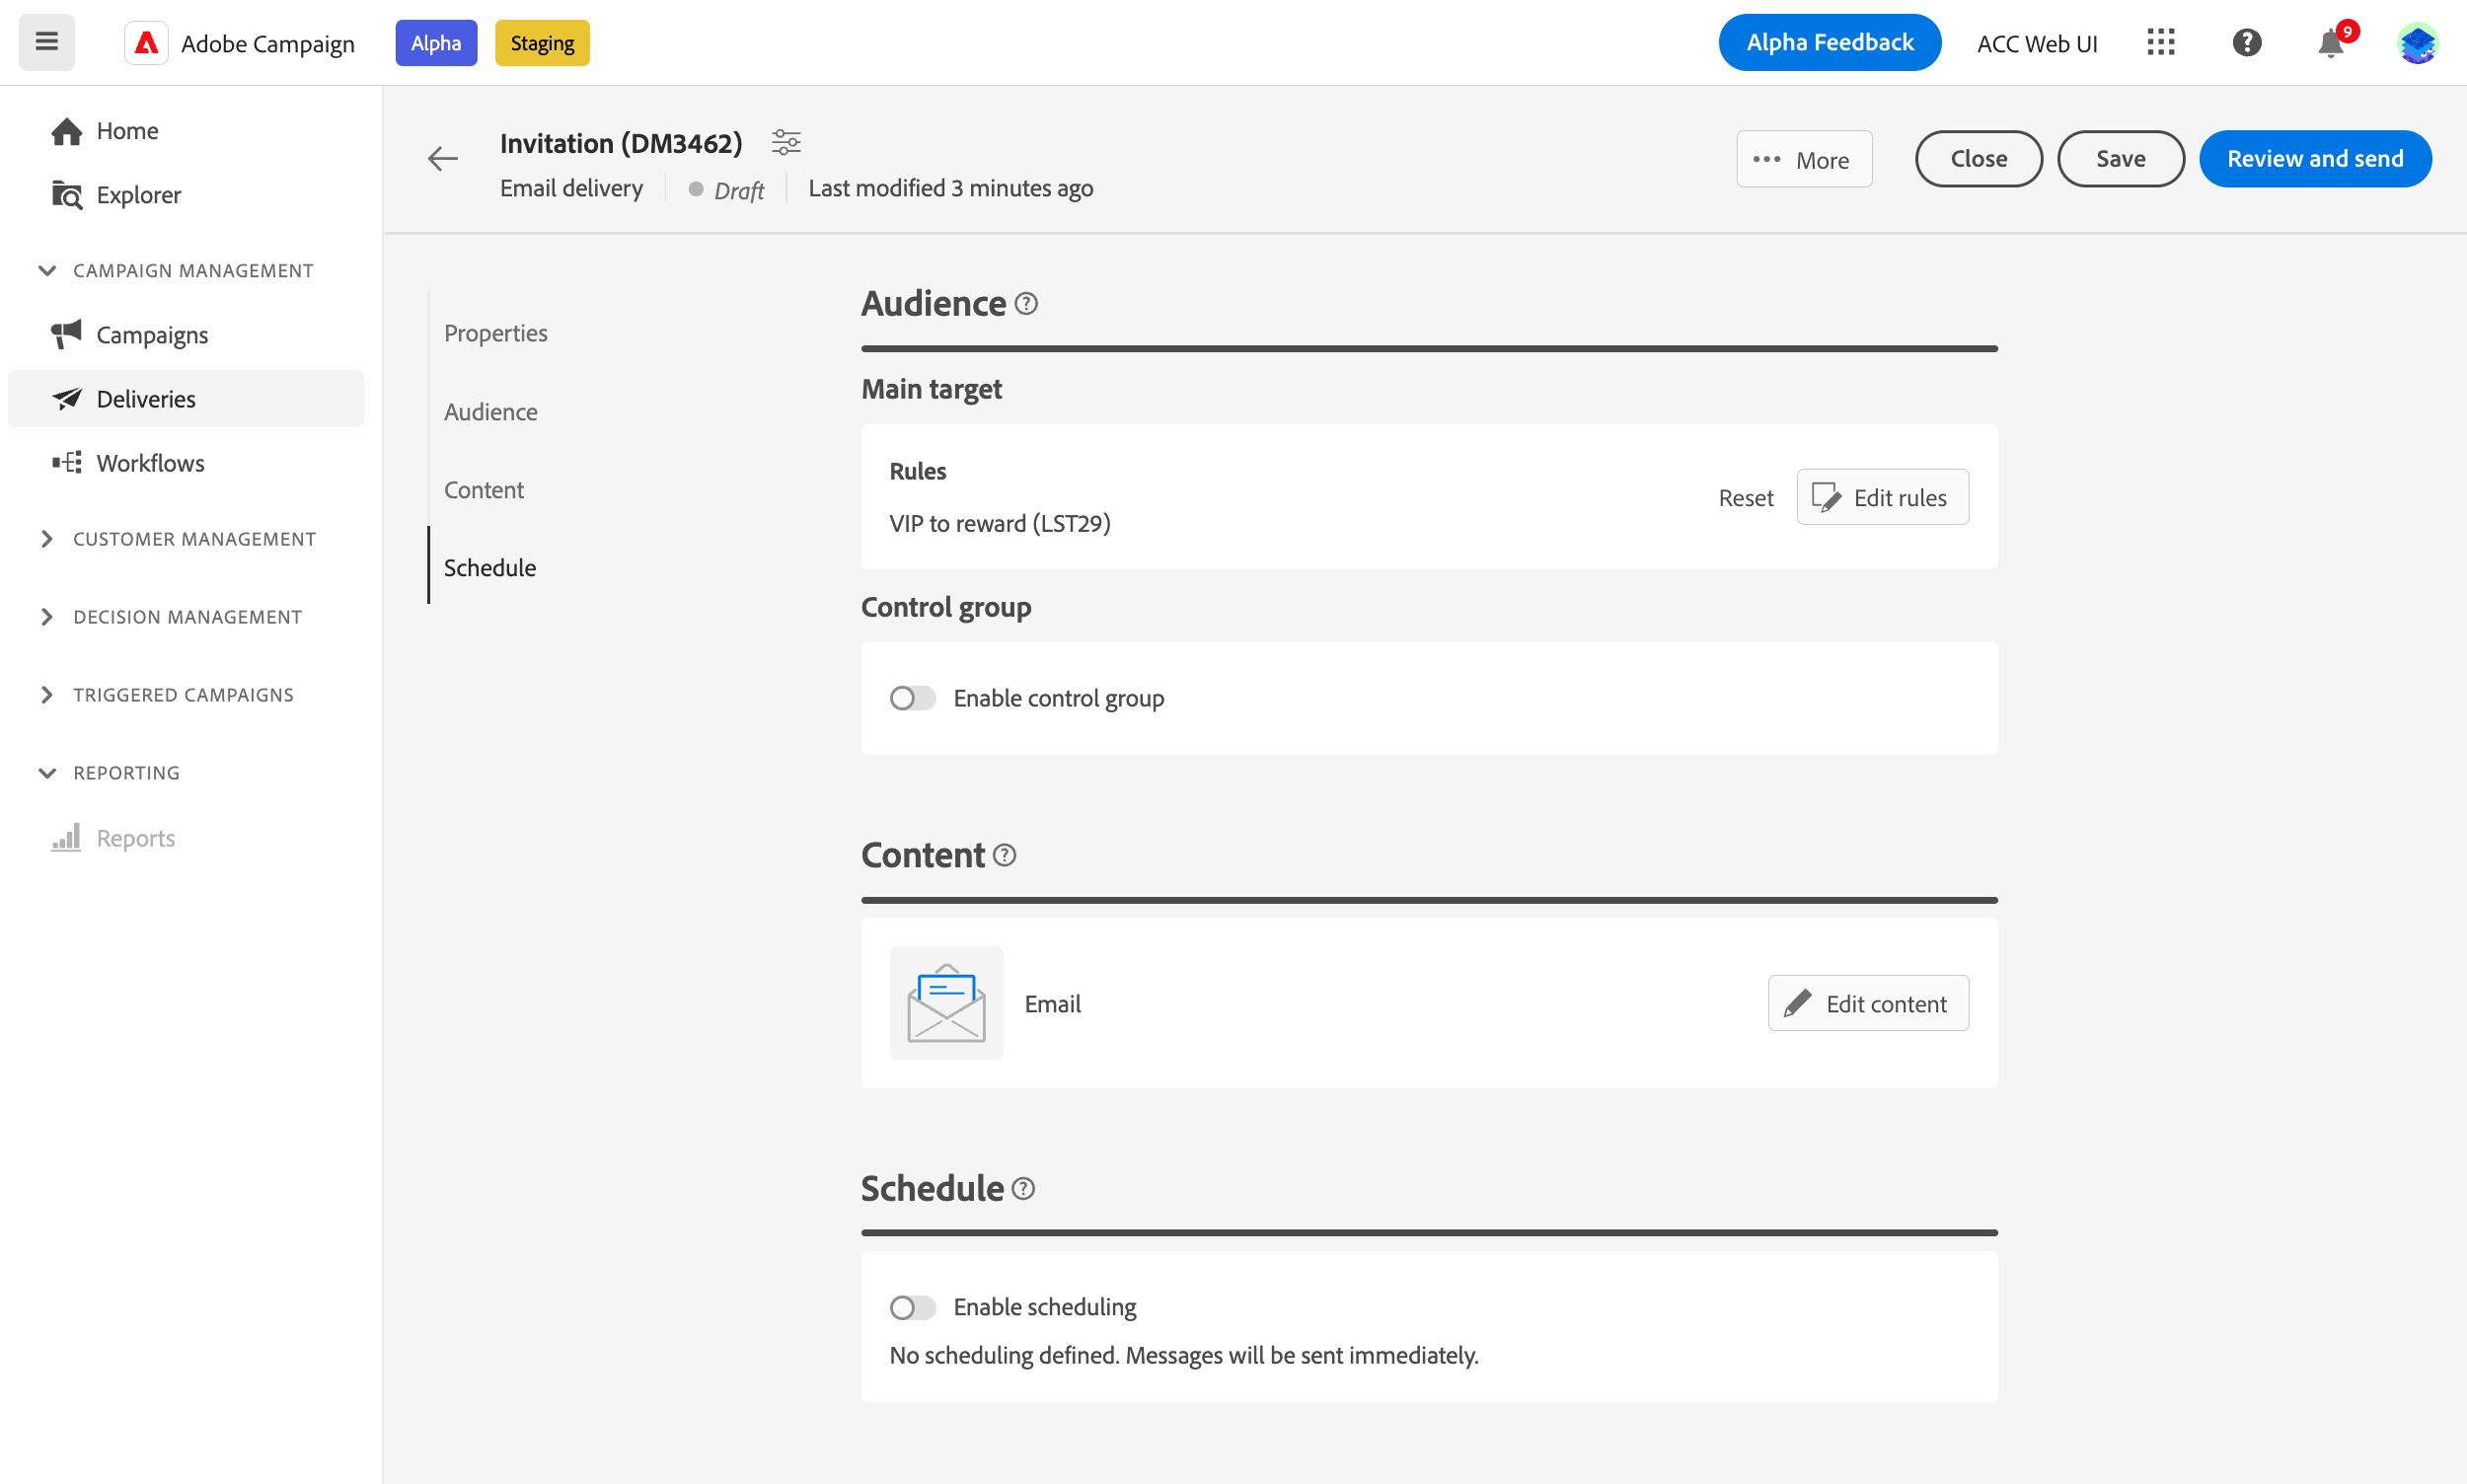 Adobe Campaign
Alpha
Staging
Alpha Feedback
ACC Web UI
9
Home
Explorer
CAMPAIGN MANAGEMENT
Campaigns
Deliveries
Workflows
CUSTOMER MANAGEMENT
DECISION MANAGEMENT
TRIGGERED CAMPAIGNS
REPORTING
Reports
Invitation (DM3462)
Email delivery
Draft
Last modified 3 minutes ago
More
Close
Save
Review and send
Properties
Audience
Content
Schedule
Audience
Main target
Rules
VIP to reward (LST29)
Reset
Edit rules
Control group
Enable control group
Content
Email
Edit content
Schedule
Enable scheduling
No scheduling defined. Messages will be sent immediately.